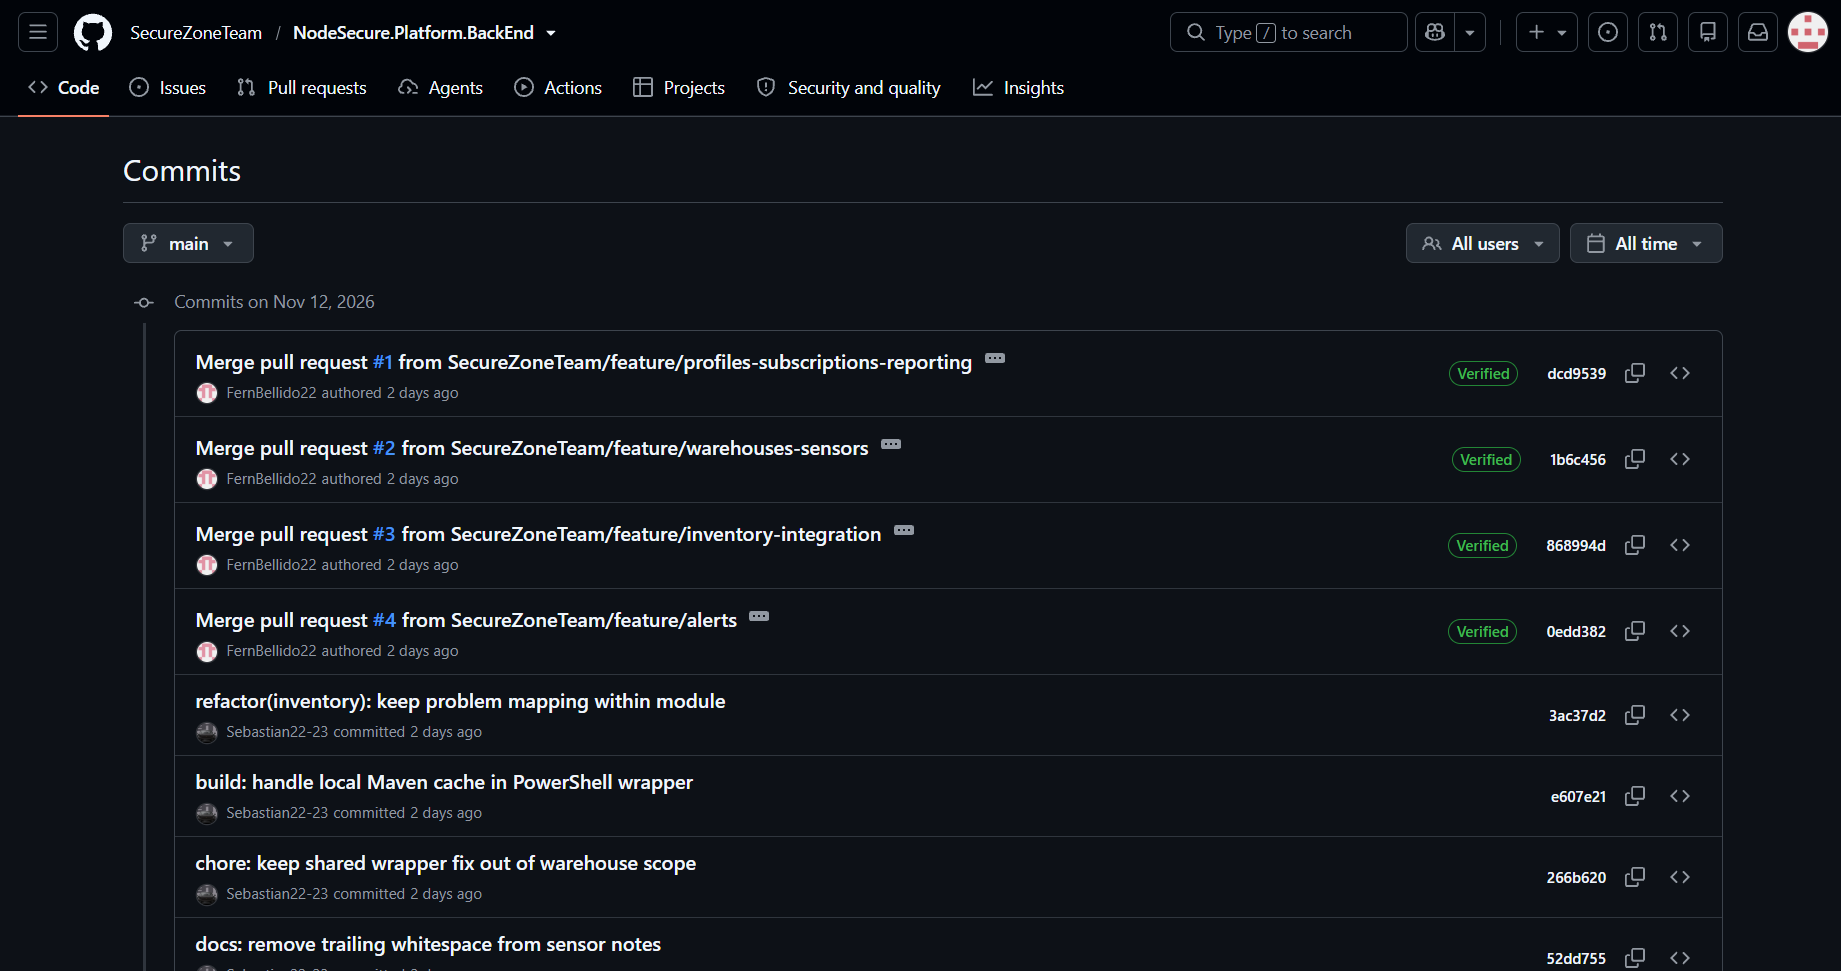 SecureZoneTeam / NodeSecure.Platform.BackEnd
Type / to search
Code
Issues
Pull requests
Agents
Actions
Projects
Security and quality
Insights
Commits
main
All users
All time
Commits on Nov 12, 2026
Merge pull request #1 from SecureZoneTeam/feature/profiles-subscriptions-reporting
FernBellido22 authored 2 days ago
Verified
dcd9539
Merge pull request #2 from SecureZoneTeam/feature/warehouses-sensors
FernBellido22 authored 2 days ago
Verified
1b6c456
Merge pull request #3 from SecureZoneTeam/feature/inventory-integration
FernBellido22 authored 2 days ago
Verified
868994d
Merge pull request #4 from SecureZoneTeam/feature/alerts
FernBellido22 authored 2 days ago
Verified
0edd382
refactor(inventory): keep problem mapping within module
Sebastian22-23 committed 2 days ago
3ac37d2
build: handle local Maven cache in PowerShell wrapper
Sebastian22-23 committed 2 days ago
e607e21
chore: keep shared wrapper fix out of warehouse scope
Sebastian22-23 committed 2 days ago
266b620
docs: remove trailing whitespace from sensor notes
52dd755